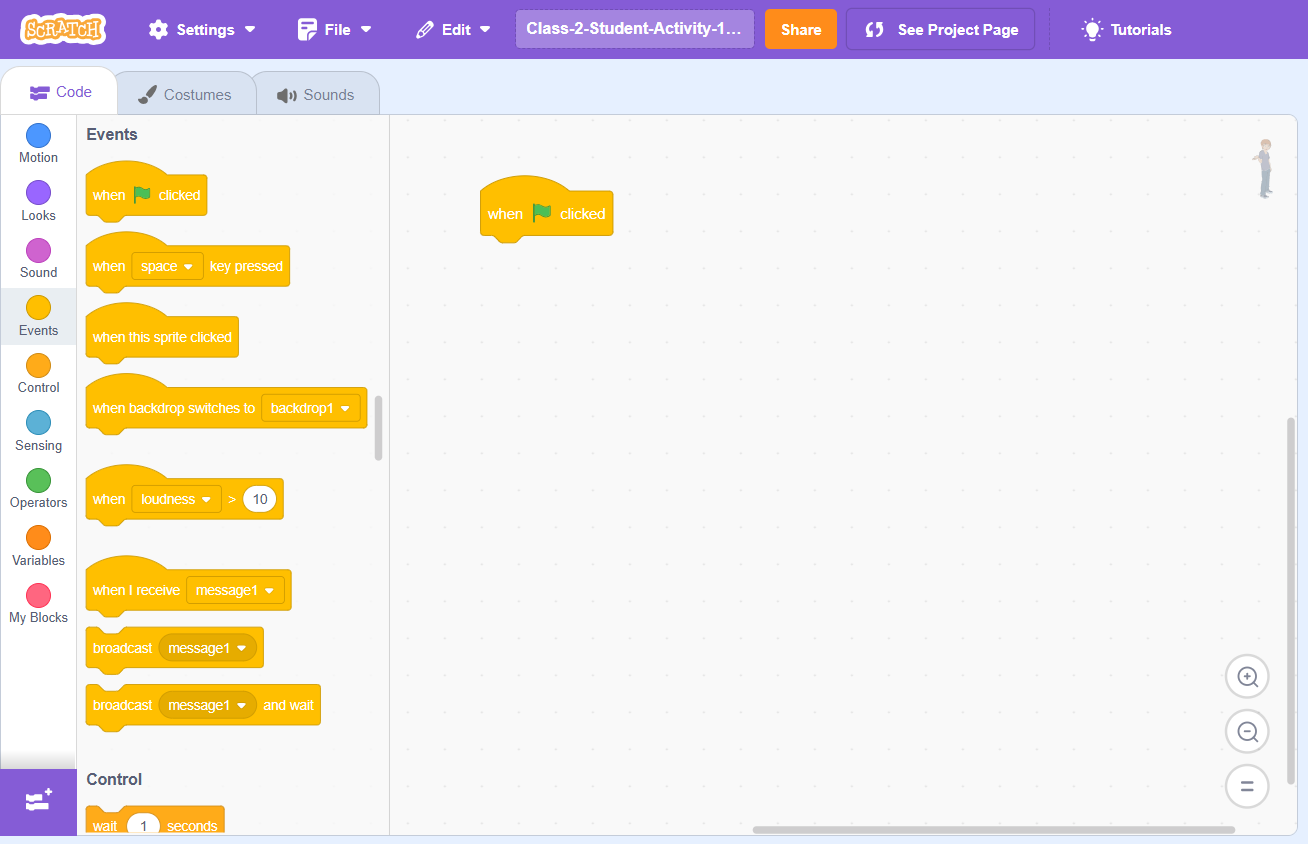 SCRATCH Settings File Edit Class-2-Student-Activity-1... Share See Project Page Tutorials
Code Costumes Sounds
Motion
Looks
Sound
Events
Control
Sensing
Operators
Variables
My Blocks
Events
when clicked
when space key pressed
when this sprite clicked
when backdrop switches to backdrop1
when loudness > 10
when I receive message1
broadcast message1
broadcast message1 and wait
Control
wait 1 seconds
when clicked